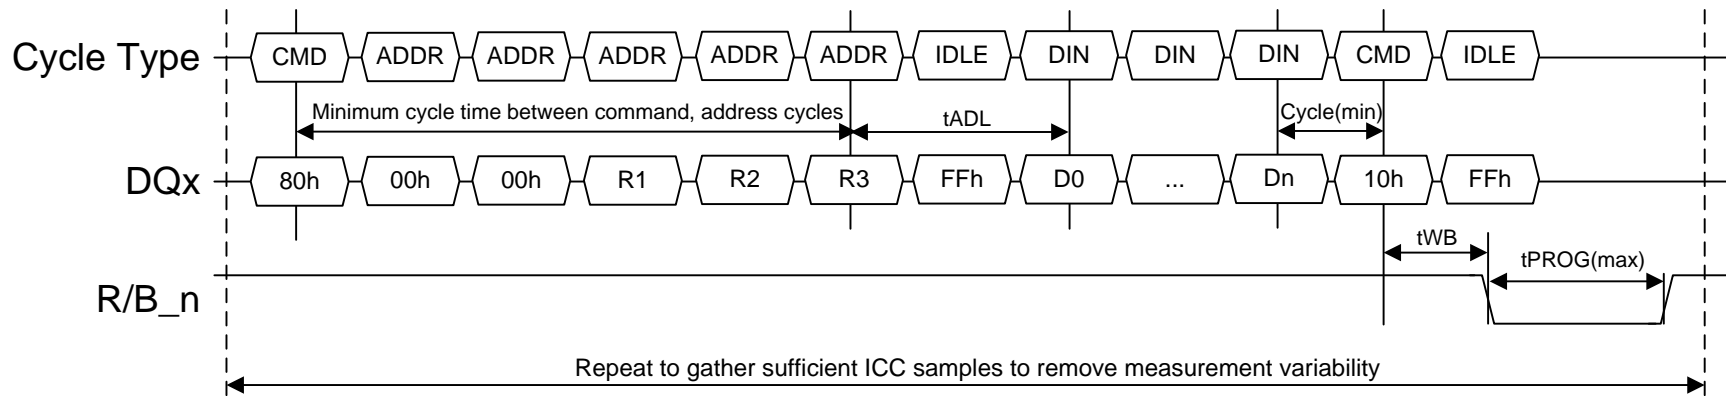 Cycle Type CMD ADDR ADDR ADDR ADDR ADDR IDLE DIN DIN DIN CMD IDLE
Minimum cycle time between command, address cycles tADL Cycle(min)
DQx 80h 00h 00h R1 R2 R3 FFh D0 ... Dn 10h FFh
tWB tPROG(max)
R/B_n
Repeat to gather sufficient ICC samples to remove measurement variability